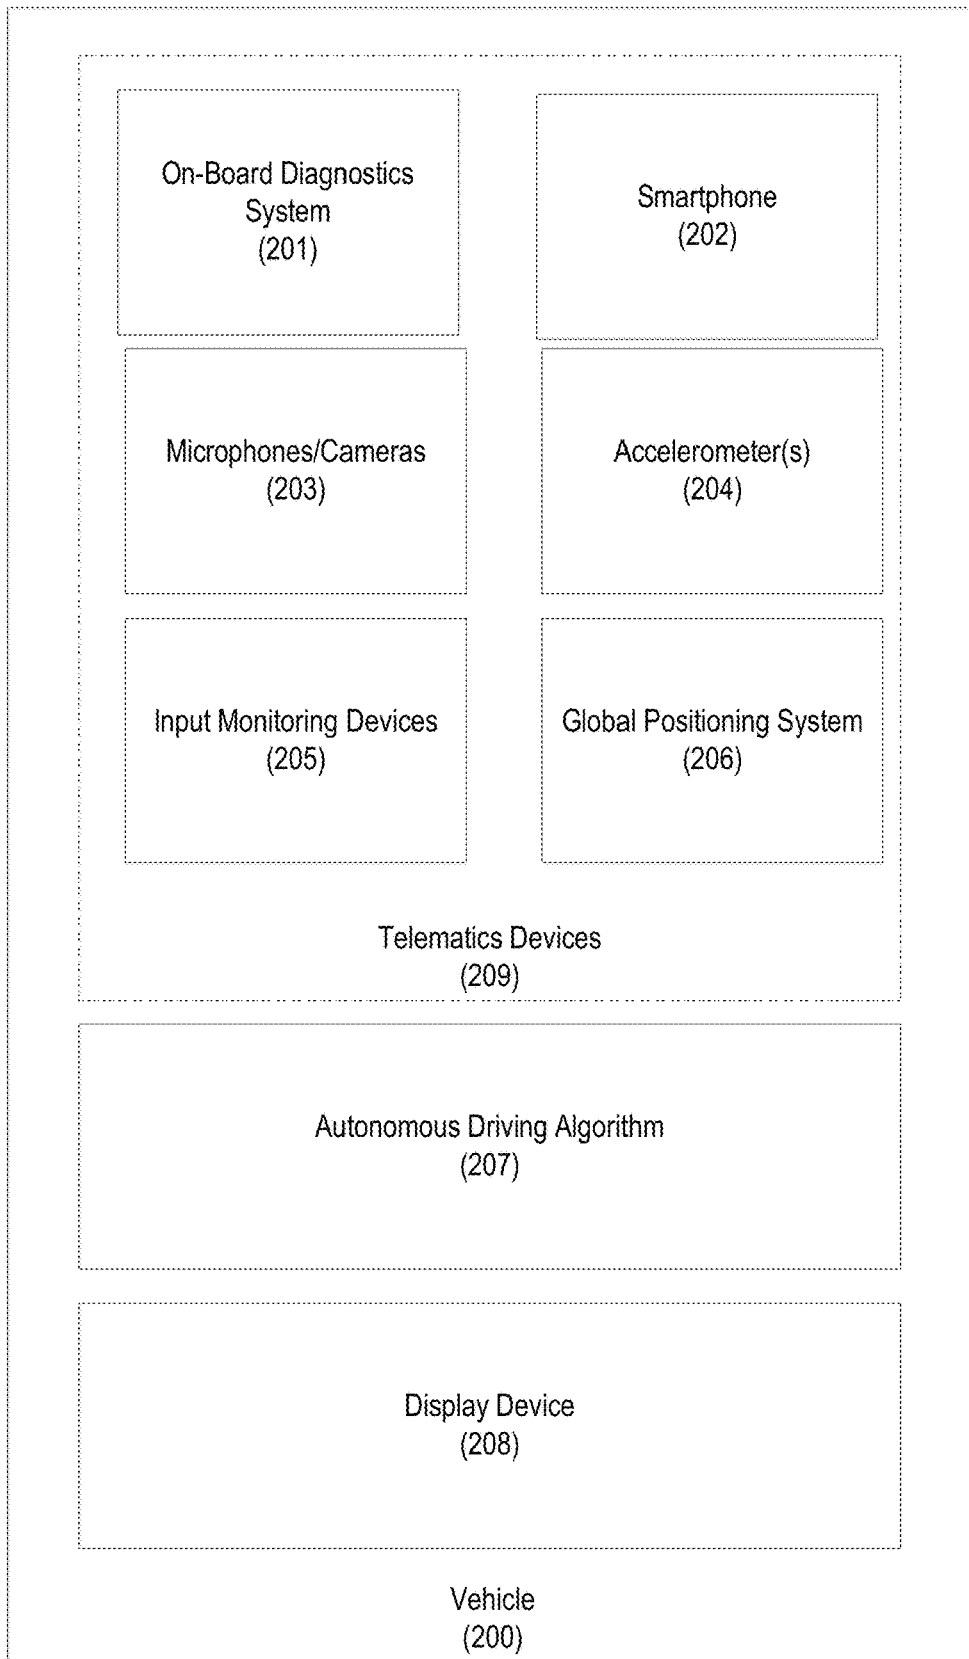 On-Board Diagnostics
System
(201)
Smartphone
(202)
Microphones/Cameras
(203)
Accelerometer(s)
(204)
Input Monitoring Devices
(205)
Global Positioning System
(206)
Telematics Devices
(209)
Autonomous Driving Algorithm
(207)
Display Device
(208)
Vehicle
(200)